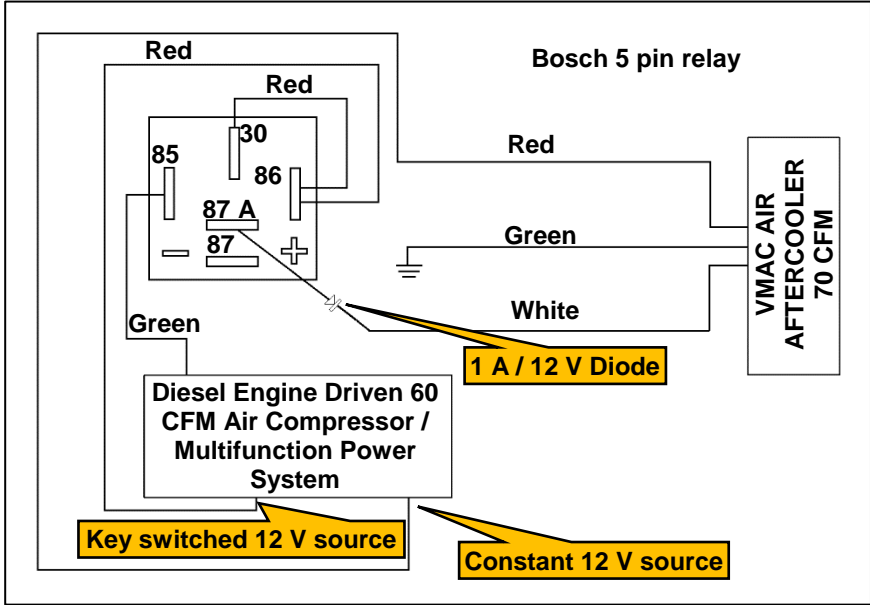 Bosch 5 pin relay
Red
Red
30
85
86
87 A
87
Red
Green
White
Green
1 A / 12 V Diode
VMAC AIR
AFTERCOOLER
70 CFM
Diesel Engine Driven 60
CFM Air Compressor /
Multifunction Power
System
Key switched 12 V source
Constant 12 V source